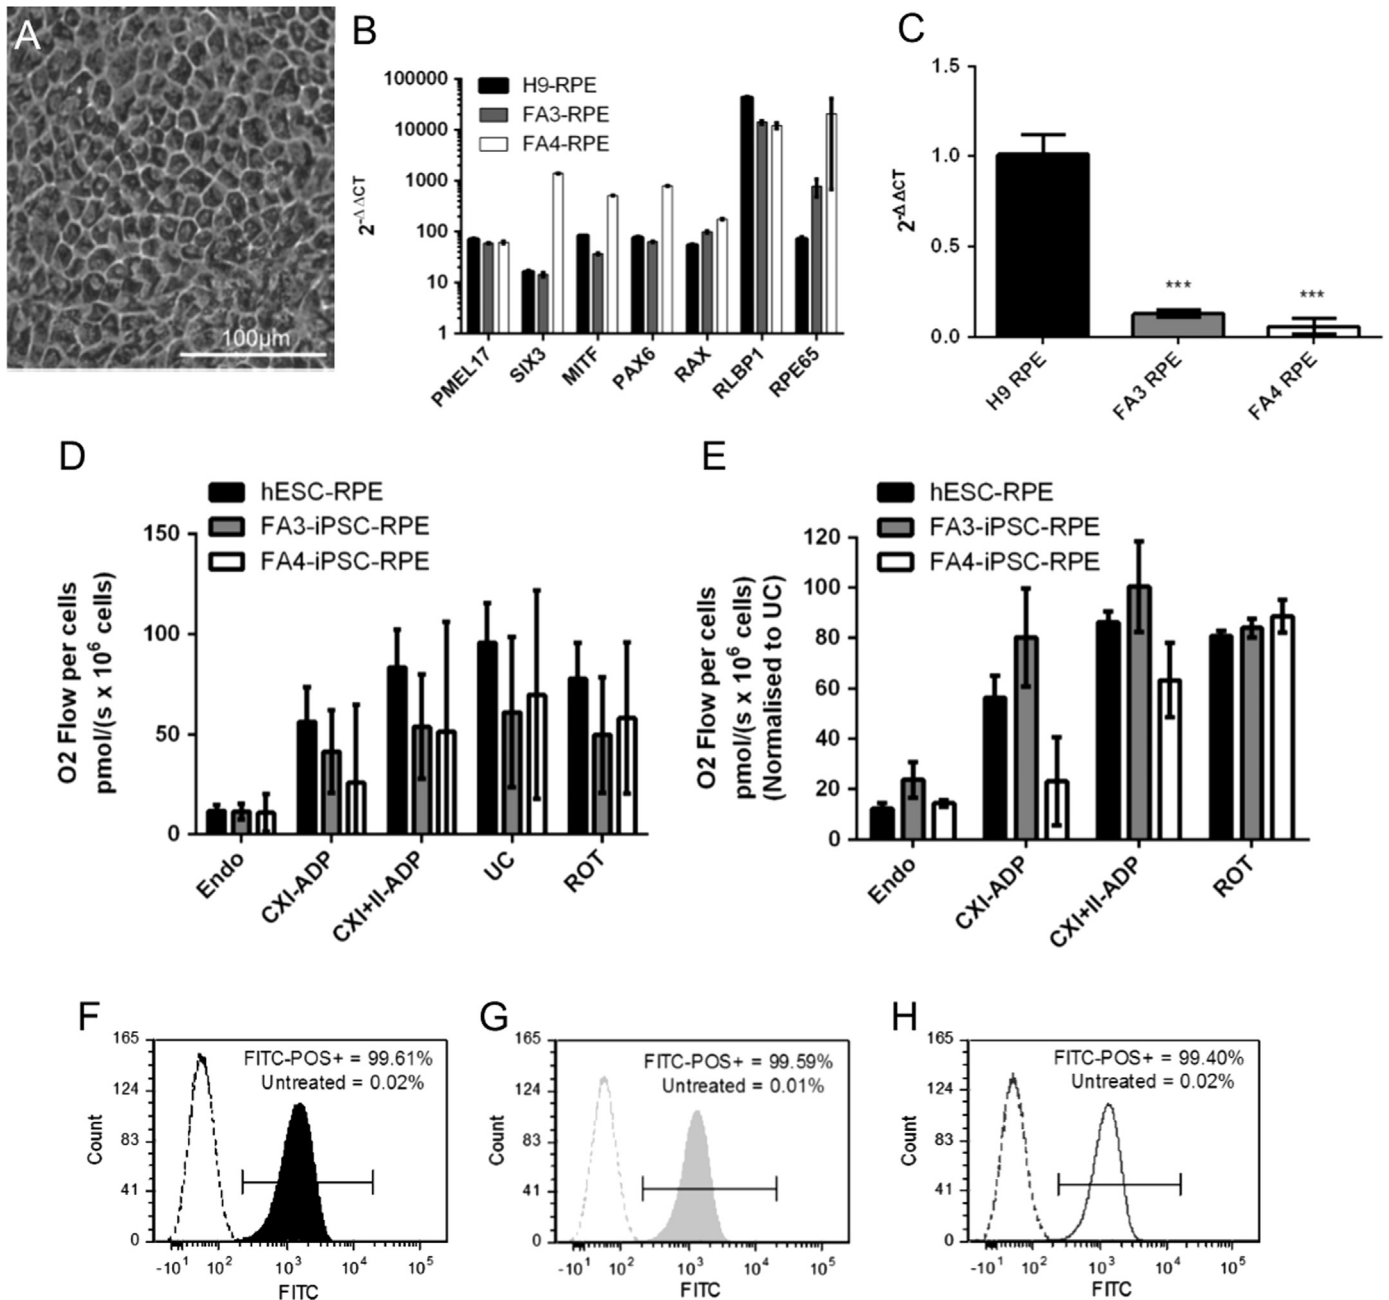 A
100μm
B
H9-RPE
FA3-RPE
FA4-RPE
100000
10000
1000
100
10
1
2-ΔΔCT
PMEL17
SIX3
MITF
PAX6
RAX
RLBP1
RPE65
C
1.5
1.0
0.5
0.0
2-ΔΔCT
***
***
H9 RPE
FA3 RPE
FA4 RPE
D
hESC-RPE
FA3-iPSC-RPE
FA4-iPSC-RPE
150
100
50
0
O2 Flow per cells
pmol/(s x 10⁶ cells)
Endo
CXI-ADP
CXI+II-ADP
UC
ROT
E
hESC-RPE
FA3-iPSC-RPE
FA4-iPSC-RPE
120
100
80
60
40
20
0
O2 Flow per cells
pmol/(s x 10⁶ cells)
(Normalised to UC)
Endo
CXI-ADP
CXI+II-ADP
ROT
F
165
124
83
41
0
Count
FITC-POS+ = 99.61%
Untreated = 0.02%
-10¹ 10² 10³ 10⁴ 10⁵
FITC
G
165
124
83
41
0
Count
FITC-POS+ = 99.59%
Untreated = 0.01%
-10¹ 10² 10³ 10⁴ 10⁵
FITC
H
165
124
83
41
0
Count
FITC-POS+ = 99.40%
Untreated = 0.02%
-10¹ 10² 10³ 10⁴ 10⁵
FITC